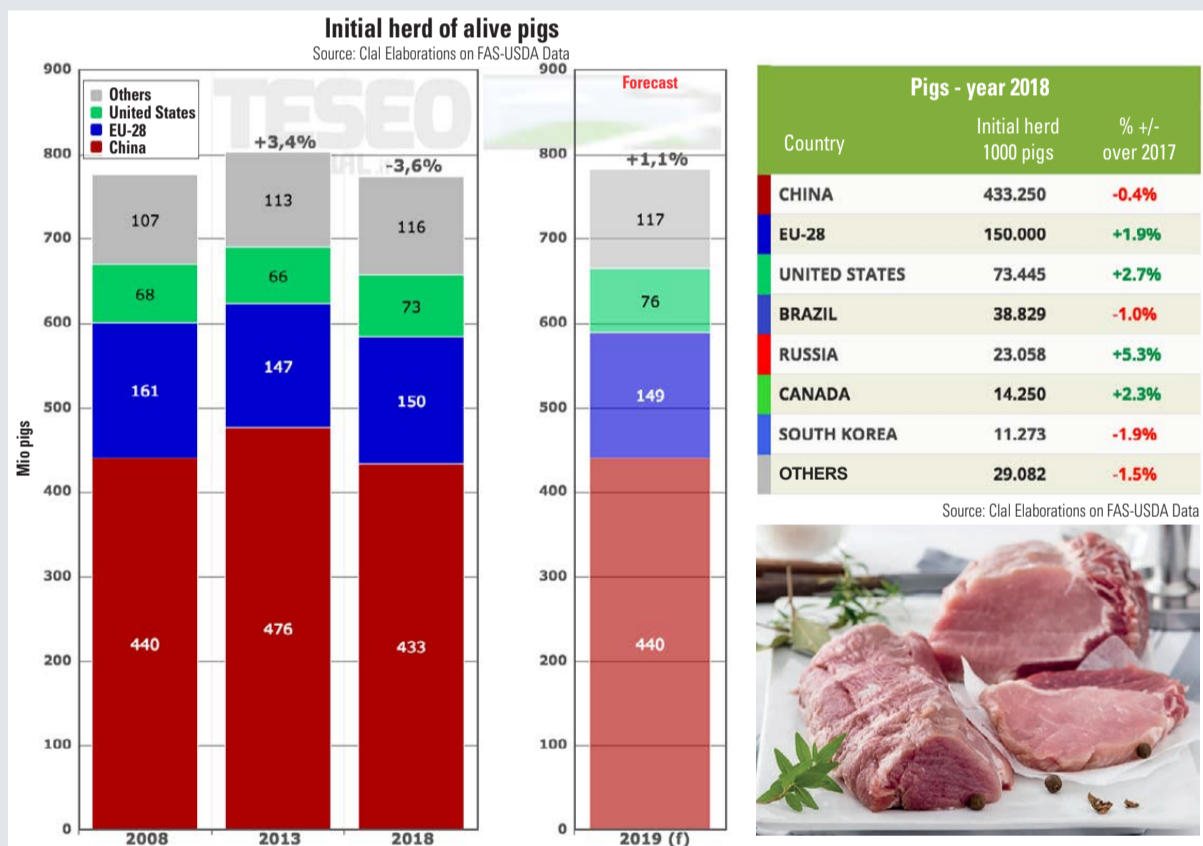 Initial herd of alive pigs
Source: Clal Elaborations on FAS-USDA Data
TESEO
Others
United States
EU-28
China
Mio pigs
900
800
700
600
500
400
300
200
100
0
+3,4%
-3,6%
107
68
161
440
113
66
147
476
116
73
150
433
2008
2013
2018
900
800
700
600
500
400
300
200
100
0
Forecast
+1,1%
117
76
149
440
2019 (f)
Pigs - year 2018
Country
Initial herd
1000 pigs
% +/-
over 2017
CHINA 433.250 -0.4%
EU-28 150.000 +1.9%
UNITED STATES 73.445 +2.7%
BRAZIL 38.829 -1.0%
RUSSIA 23.058 +5.3%
CANADA 14.250 +2.3%
SOUTH KOREA 11.273 -1.9%
OTHERS 29.082 -1.5%
Source: Clal Elaborations on FAS-USDA Data